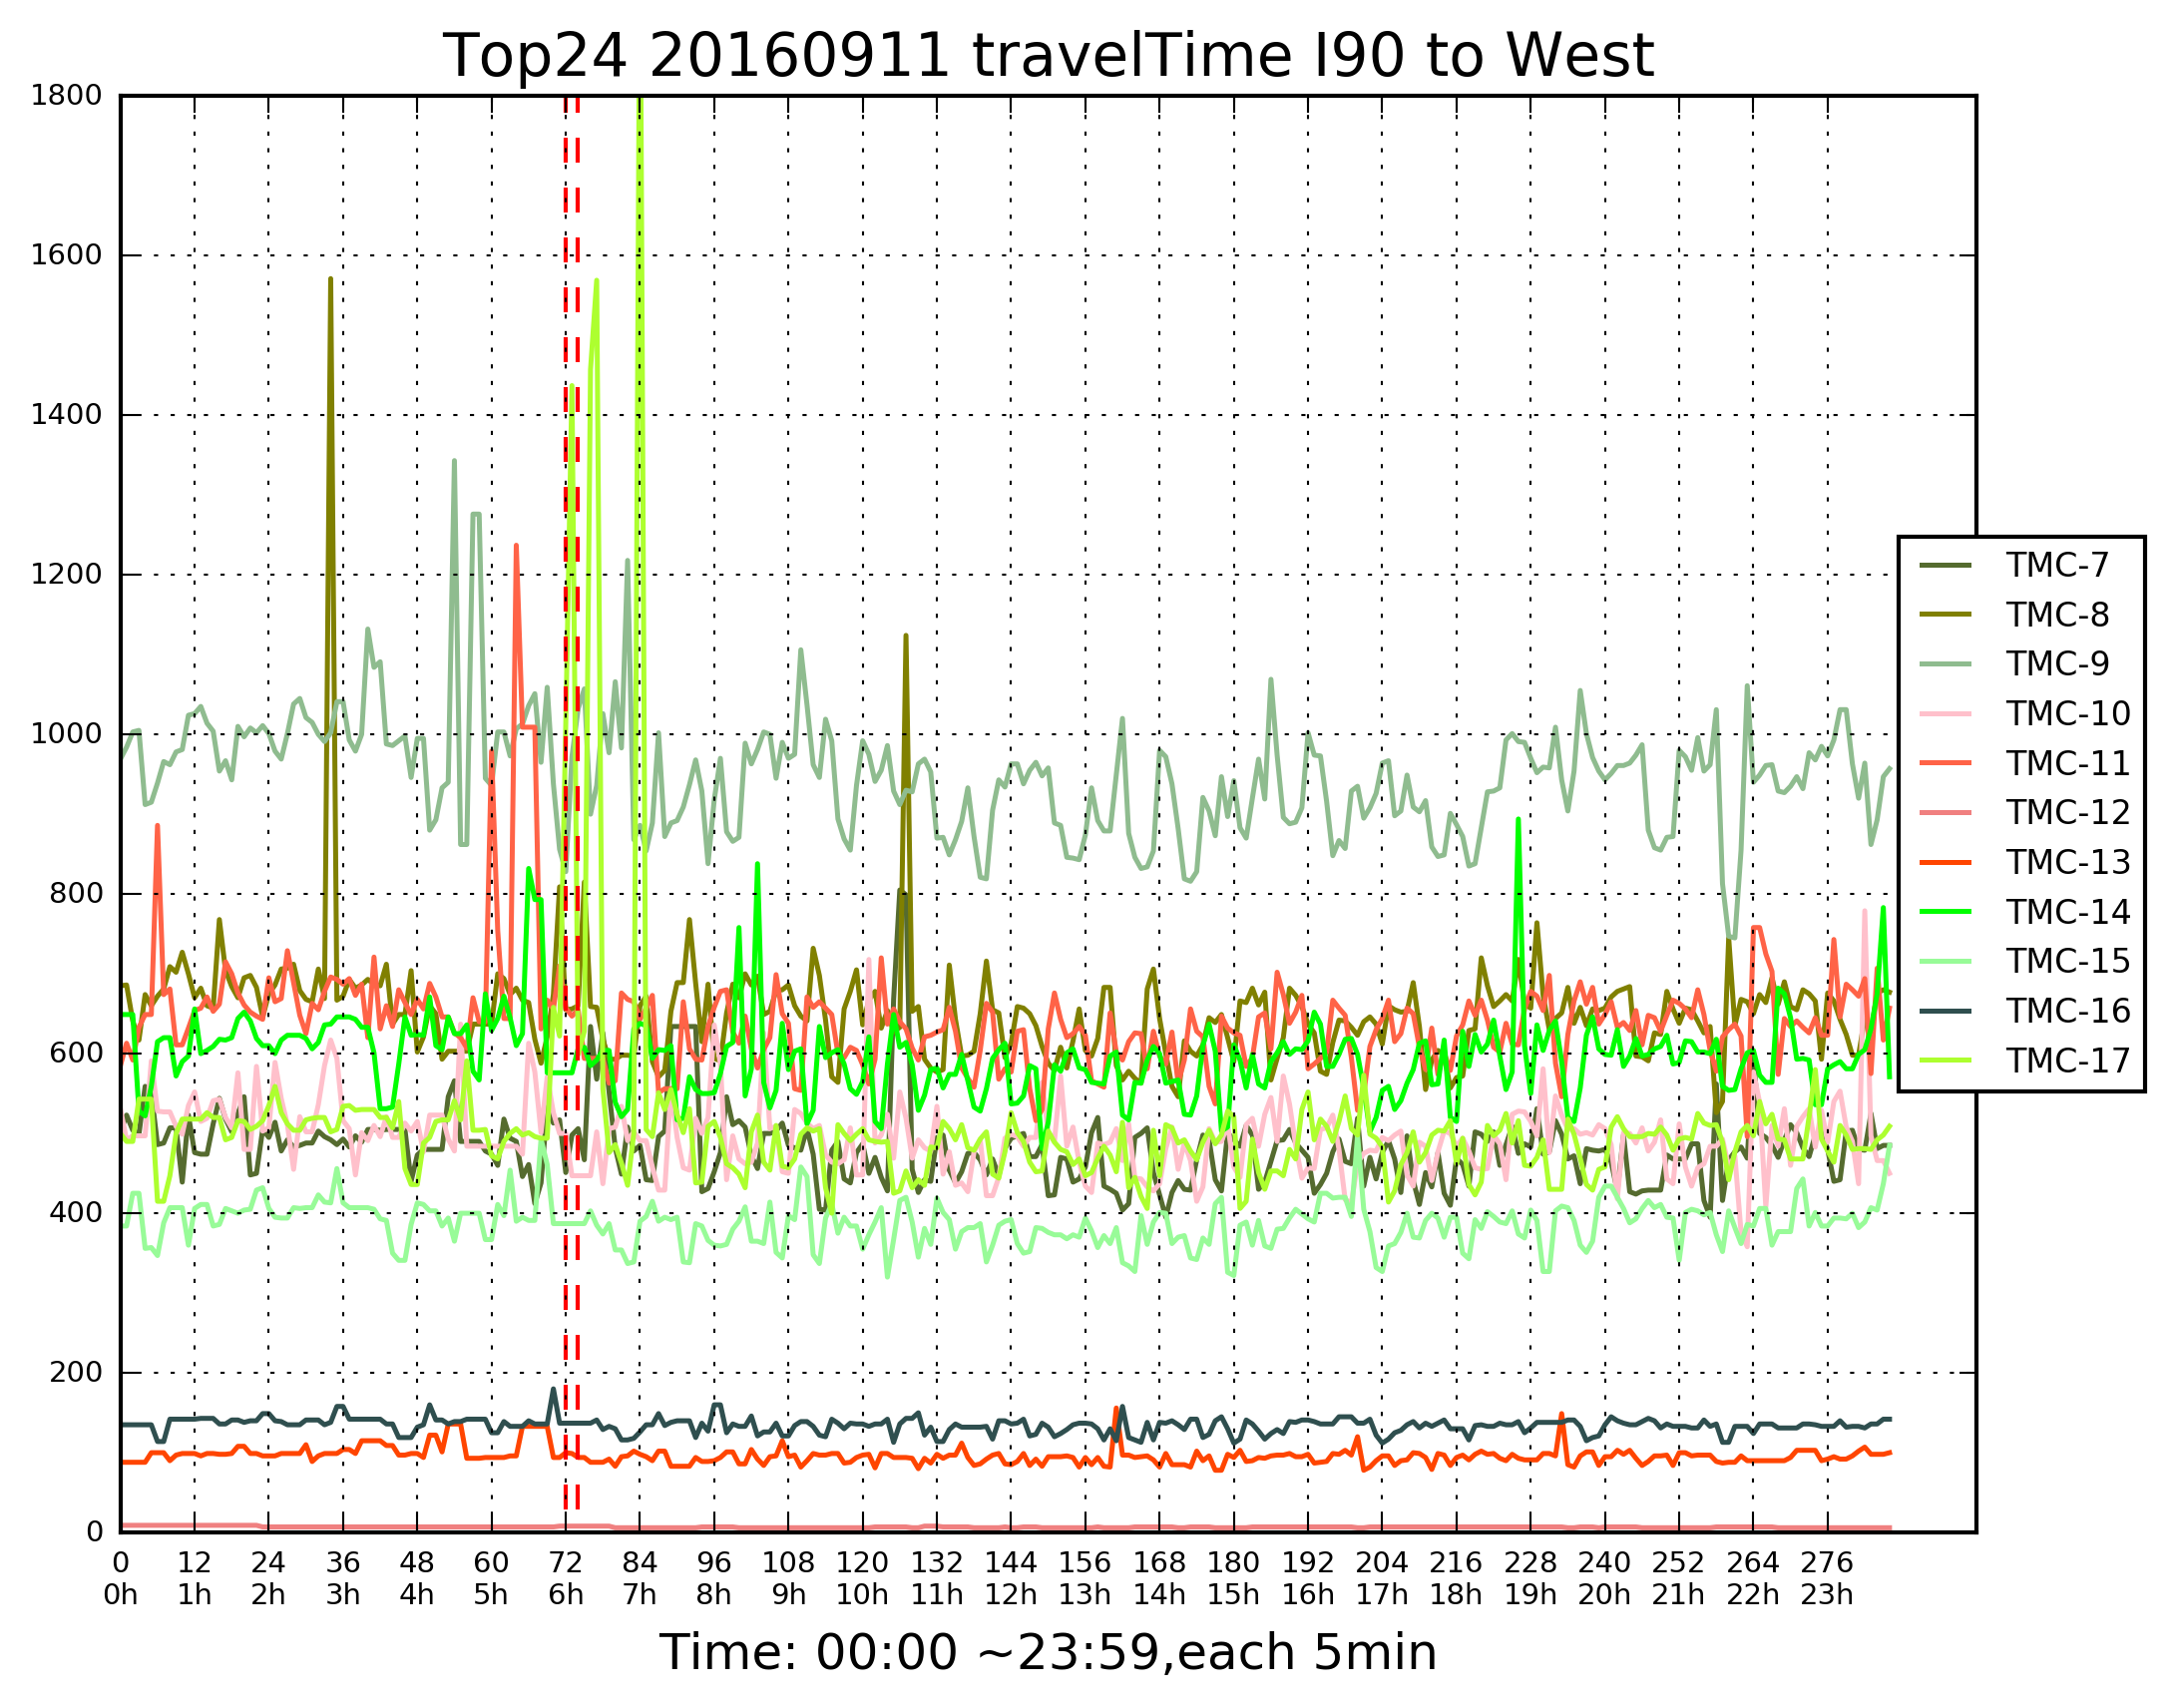 Top24 20160911 travelTime I90 to West
1800
1600
1400
1200
1000
800
600
400
200
0
TMC-7
TMC-8
TMC-9
TMC-10
TMC-11
TMC-12
TMC-13
TMC-14
TMC-15
TMC-16
TMC-17
0 12 24 36 48 60 72 84 96 108 120 132 144 156 168 180 192 204 216 228 240 252 264 276
0h 1h 2h 3h 4h 5h 6h 7h 8h 9h 10h 11h 12h 13h 14h 15h 16h 17h 18h 19h 20h 21h 22h 23h
Time: 00:00 ~23:59,each 5min